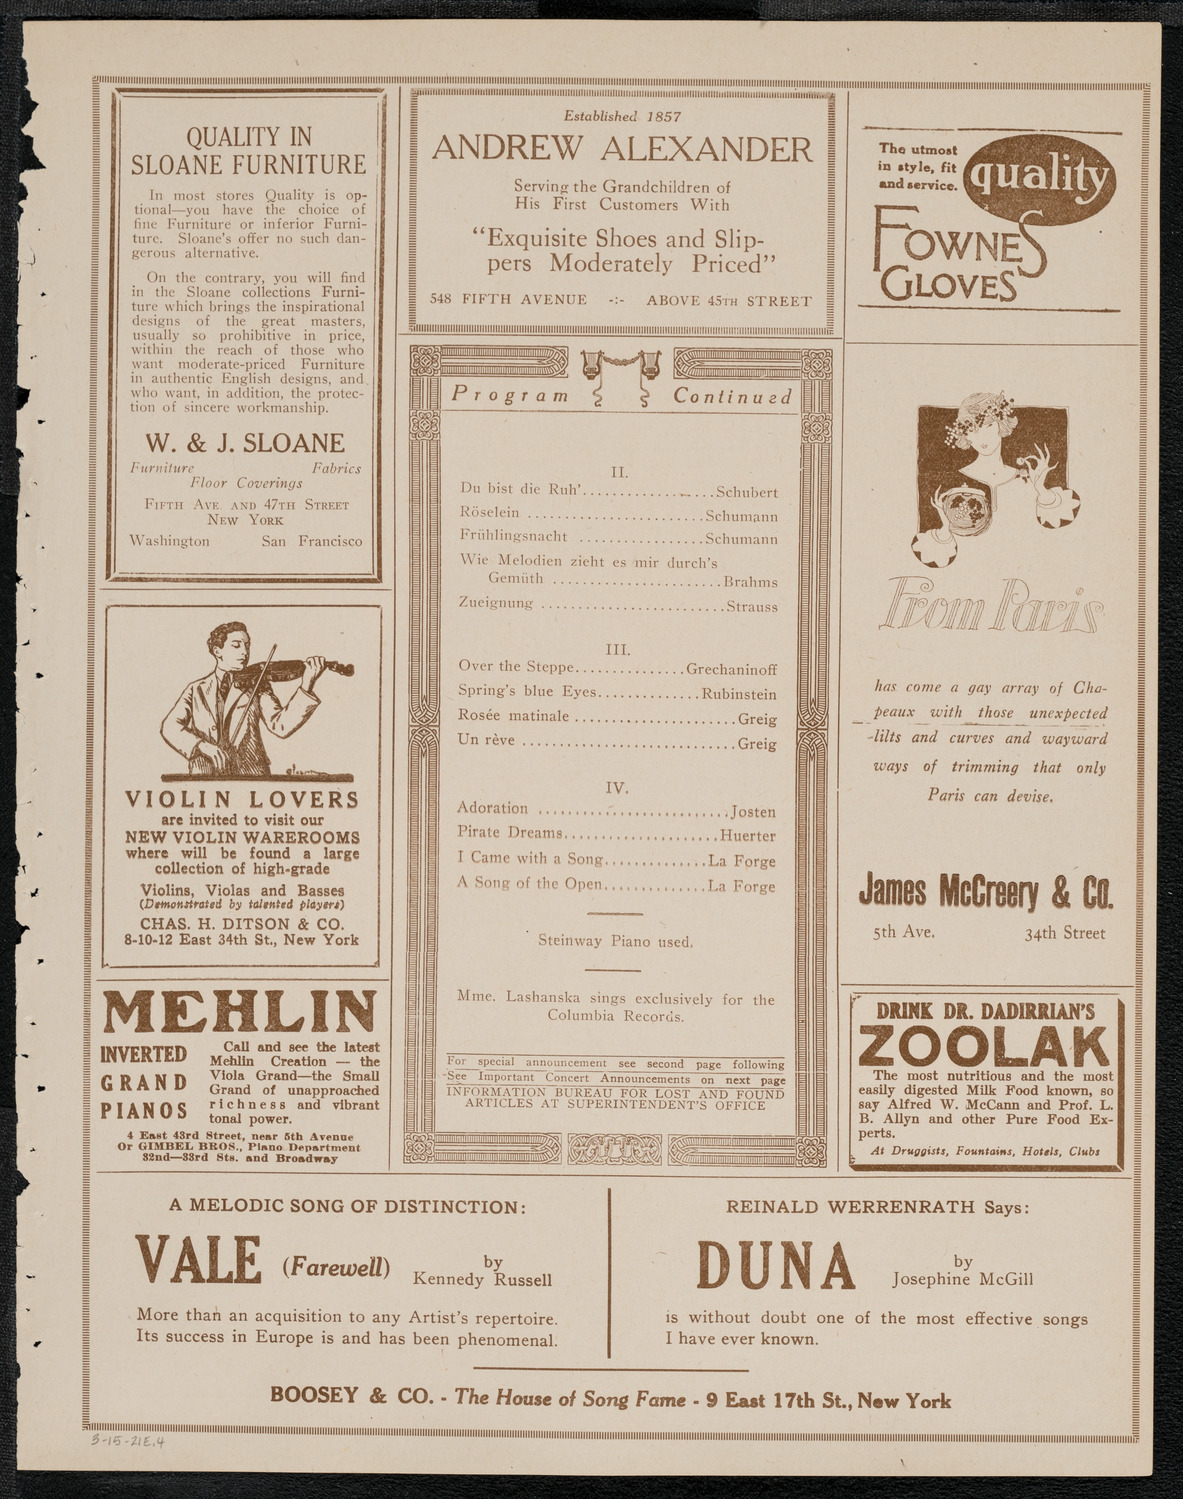 QUALITY IN
SLOANE FURNITURE
In most stores Quality is op-
tional—you have the choice of
fine Furniture or inferior Furni-
ture. Sloane's offer no such dan-
gerous alternative.
On the contrary, you will find
in the Sloane collections Furni-
ture which brings the inspirational
designs of the great masters,
usually so prohibitive in price,
within the reach of those who
want moderate-priced Furniture
in authentic English designs, and
who want, in addition, the protec-
tion of sincere workmanship.
W. & J. SLOANE
Furniture Fabrics
Floor Coverings
FIFTH AVE. AND 47TH STREET
NEW YORK
Washington San Francisco
VIOLIN LOVERS
are invited to visit our
NEW VIOLIN WAREROOMS
where will be found a large
collection of high-grade
Violins, Violas and Basses
(Demonstrated by talented players)
CHAS. H. DITSON & CO.
8-10-12 East 34th St., New York
MEHLIN
INVERTED
GRAND
PIANOS
Call and see the latest
Mehlin Creation — the
Viola Grand—the Small
Grand of unapproached
richness and vibrant
tonal power.
4 East 43rd Street, near 5th Avenue
Or GIMBEL BROS., Piano Department
32nd—33rd Sts. and Broadway
Established 1857
ANDREW ALEXANDER
Serving the Grandchildren of
His First Customers With
"Exquisite Shoes and Slip-
pers Moderately Priced"
548 FIFTH AVENUE -:- ABOVE 45TH STREET
Program Continued
II.
Du bist die Ruh'.................Schubert
Röselein ........................Schumann
Frühlingsnacht .................Schumann
Wie Melodien zieht es mir durch's
Gemüth .......................Brahms
Zueignung .........................Strauss
III.
Over the Steppe..............Grechaninoff
Spring's blue Eyes.............Rubinstein
Rosée matinale ......................Greig
Un rêve .............................Greig
IV.
Adoration ..........................Josten
Pirate Dreams.....................Huerter
I Came with a Song..............La Forge
A Song of the Open..............La Forge
Steinway Piano used.
Mme. Lashanska sings exclusively for the
Columbia Records.
For special announcement see second page following
See Important Concert Announcements on next page
INFORMATION BUREAU FOR LOST AND FOUND
ARTICLES AT SUPERINTENDENT'S OFFICE
The utmost
in style, fit
and service.
quality
FOWNES
GLOVES
From Paris
has come a gay array of Cha-
peaux with those unexpected
lilts and curves and wayward
ways of trimming that only
Paris can devise.
James McCreery & Co.
5th Ave. 34th Street
DRINK DR. DADIRRIAN'S
ZOOLAK
The most nutritious and the most
easily digested Milk Food known, so
say Alfred W. McCann and Prof. L.
B. Allyn and other Pure Food Ex-
perts.
At Druggists, Fountains, Hotels, Clubs
A MELODIC SONG OF DISTINCTION:
VALE (Farewell) by
Kennedy Russell
More than an acquisition to any Artist's repertoire.
Its success in Europe is and has been phenomenal.
REINALD WERRENRATH Says:
DUNA by
Josephine McGill
is without doubt one of the most effective songs
I have ever known.
BOOSEY & CO. - The House of Song Fame - 9 East 17th St., New York
3-15-21E.4